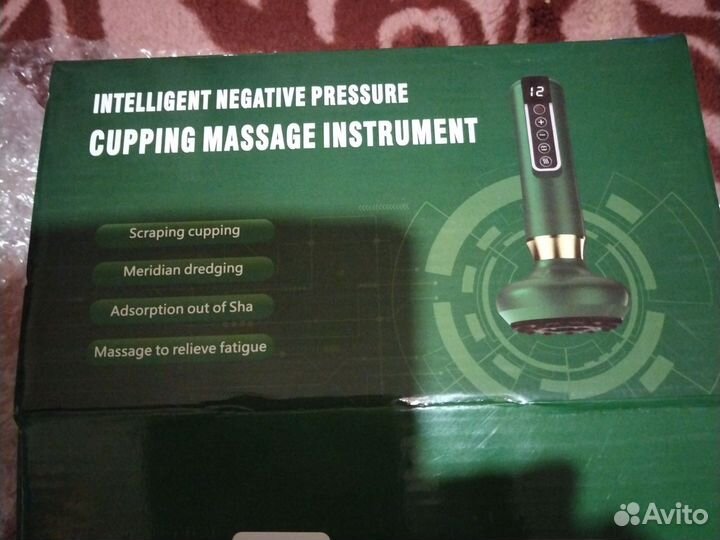 INTELLIGENT NEGATIVE PRESSURE
CUPPING MASSAGE INSTRUMENT
12
Scraping cupping
Meridian dredging
Adsorption out of Sha
Massage to relieve fatigue
Avito